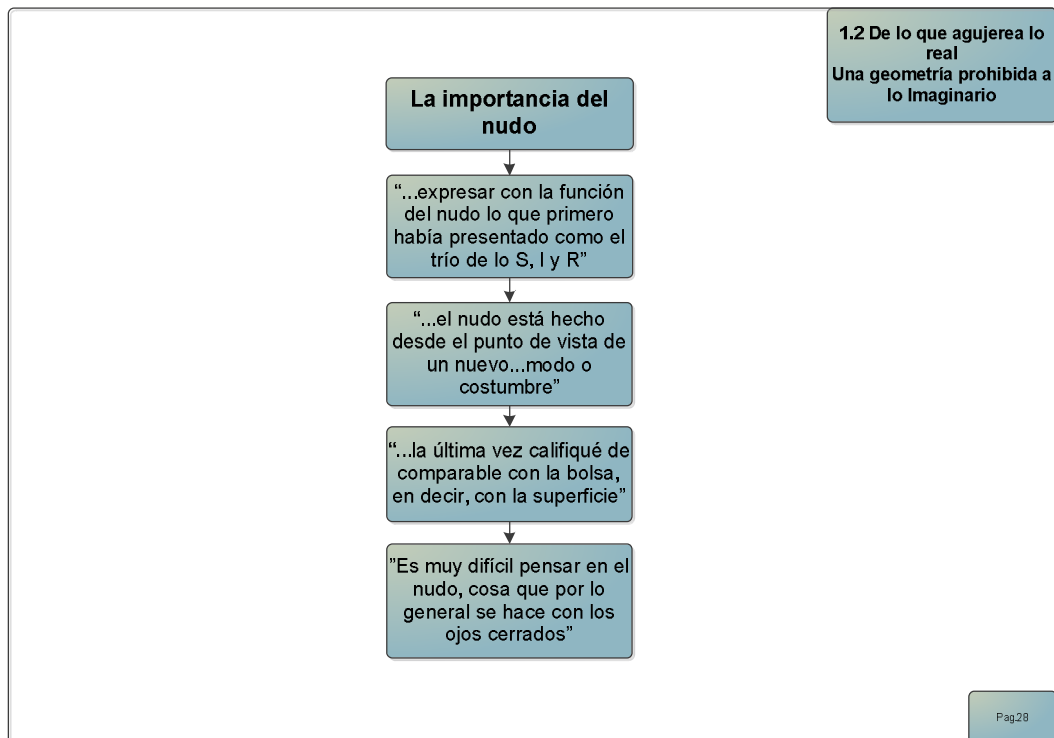 1.2 De lo que agujerea lo
real
Una geometría prohibida a
lo Imaginario
La importancia del
nudo
“...expresar con la función
del nudo lo que primero
había presentado como el
trío de lo S, I y R”
“...el nudo está hecho
desde el punto de vista de
un nuevo...modo o
costumbre”
“...la última vez califiqué de
comparable con la bolsa,
en decir, con la superficie”
”Es muy difícil pensar en el
nudo, cosa que por lo
general se hace con los
ojos cerrados”
Pag.28